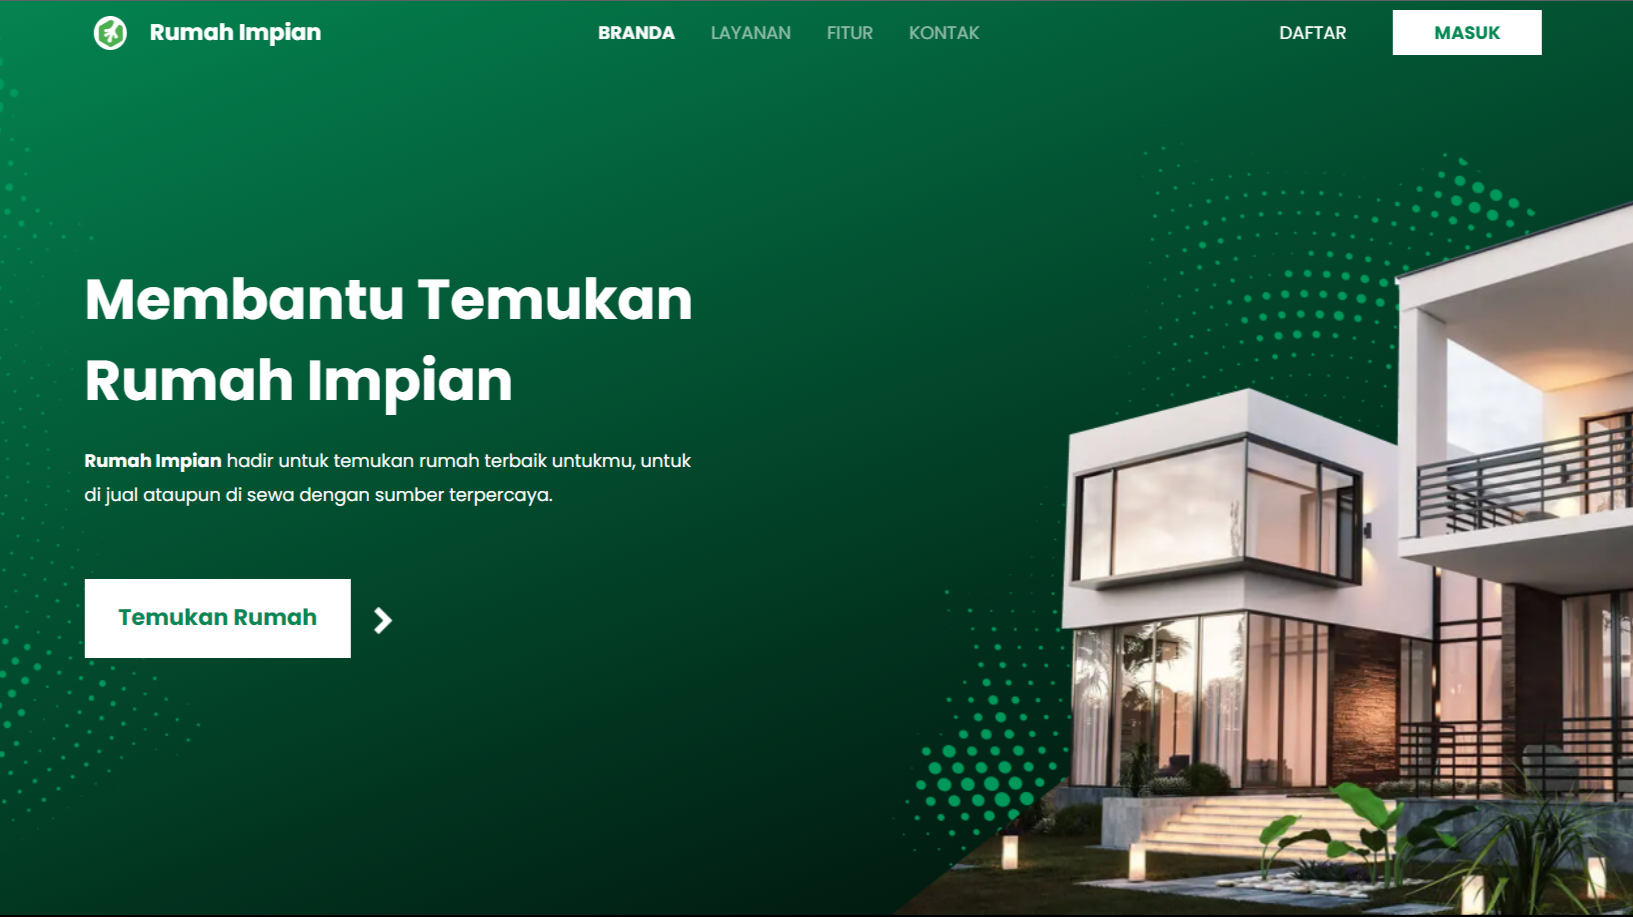 Rumah Impian
BRANDA LAYANAN FITUR KONTAK
DAFTAR
MASUK
Membantu Temukan
Rumah Impian
Rumah Impian hadir untuk temukan rumah terbaik untukmu, untuk
di jual ataupun di sewa dengan sumber terpercaya.
Temukan Rumah